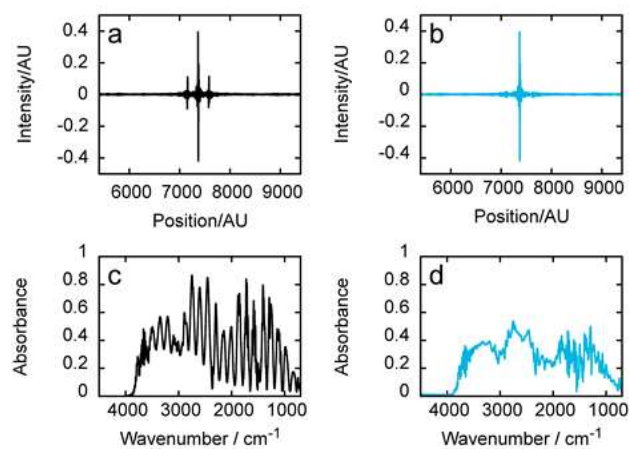 a
b
Intensity/AU
0.4
0.2
0
-0.2
-0.4
6000 7000 8000 9000
Position/AU
Intensity/AU
0.4
0.2
0
-0.2
-0.4
6000 7000 8000 9000
Position/AU
c
d
Absorbance
1
0.8
0.6
0.4
0.2
0
4000 3000 2000 1000
Wavenumber / cm⁻¹
Absorbance
1
0.8
0.6
0.4
0.2
0
4000 3000 2000 1000
Wavenumber / cm⁻¹